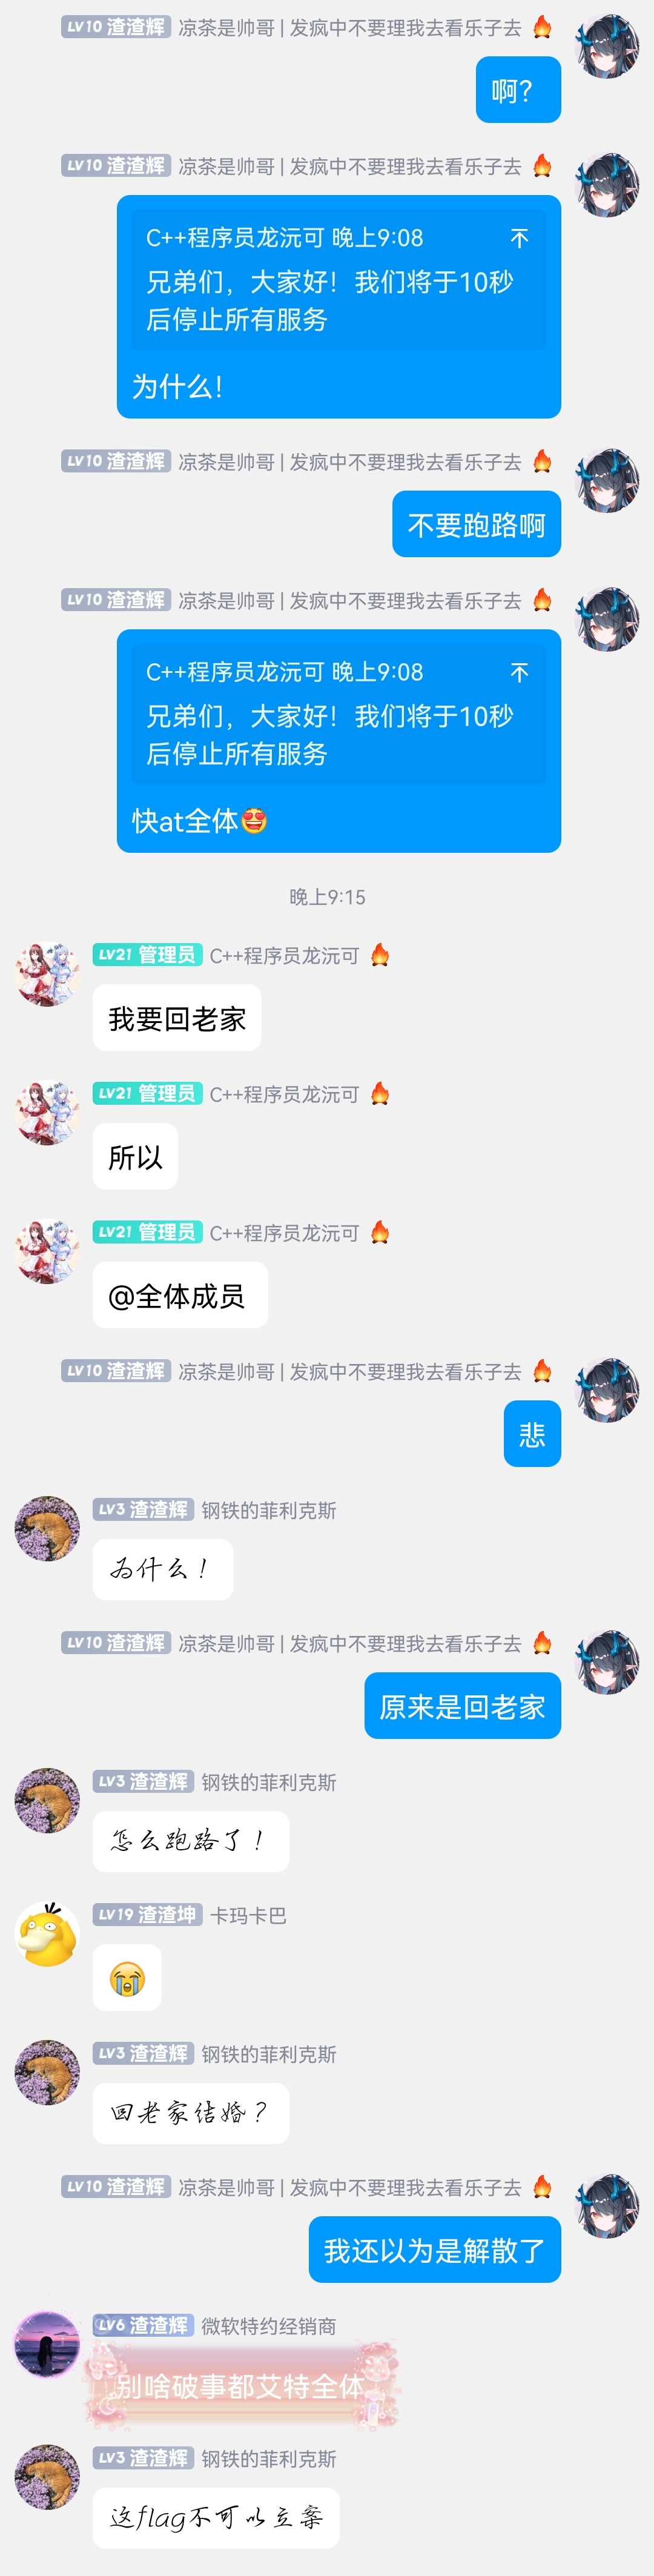 LV10 渣渣辉 凉茶是帅哥 | 发疯中不要理我去看乐子去 🔥
啊？
LV10 渣渣辉 凉茶是帅哥 | 发疯中不要理我去看乐子去 🔥
C++程序员龙沅可 晚上9:08
兄弟们，大家好！我们将于10秒
后停止所有服务
为什么！
LV10 渣渣辉 凉茶是帅哥 | 发疯中不要理我去看乐子去 🔥
不要跑路啊
LV10 渣渣辉 凉茶是帅哥 | 发疯中不要理我去看乐子去 🔥
C++程序员龙沅可 晚上9:08
兄弟们，大家好！我们将于10秒
后停止所有服务
快at全体😍
晚上9:15
LV21 管理员 C++程序员龙沅可 🔥
我要回老家
LV21 管理员 C++程序员龙沅可 🔥
所以
LV21 管理员 C++程序员龙沅可 🔥
@全体成员
LV10 渣渣辉 凉茶是帅哥 | 发疯中不要理我去看乐子去 🔥
悲
LV3 渣渣辉 钢铁的菲利克斯
为什么！
LV10 渣渣辉 凉茶是帅哥 | 发疯中不要理我去看乐子去 🔥
原来是回老家
LV3 渣渣辉 钢铁的菲利克斯
怎么跑路了！
LV19 渣渣坤 卡玛卡巴
😭
LV3 渣渣辉 钢铁的菲利克斯
回老家结婚？
LV10 渣渣辉 凉茶是帅哥 | 发疯中不要理我去看乐子去 🔥
我还以为是解散了
LV6 渣渣辉 微软特约经销商
别啥破事都艾特全体
LV3 渣渣辉 钢铁的菲利克斯
这flag不可以立案